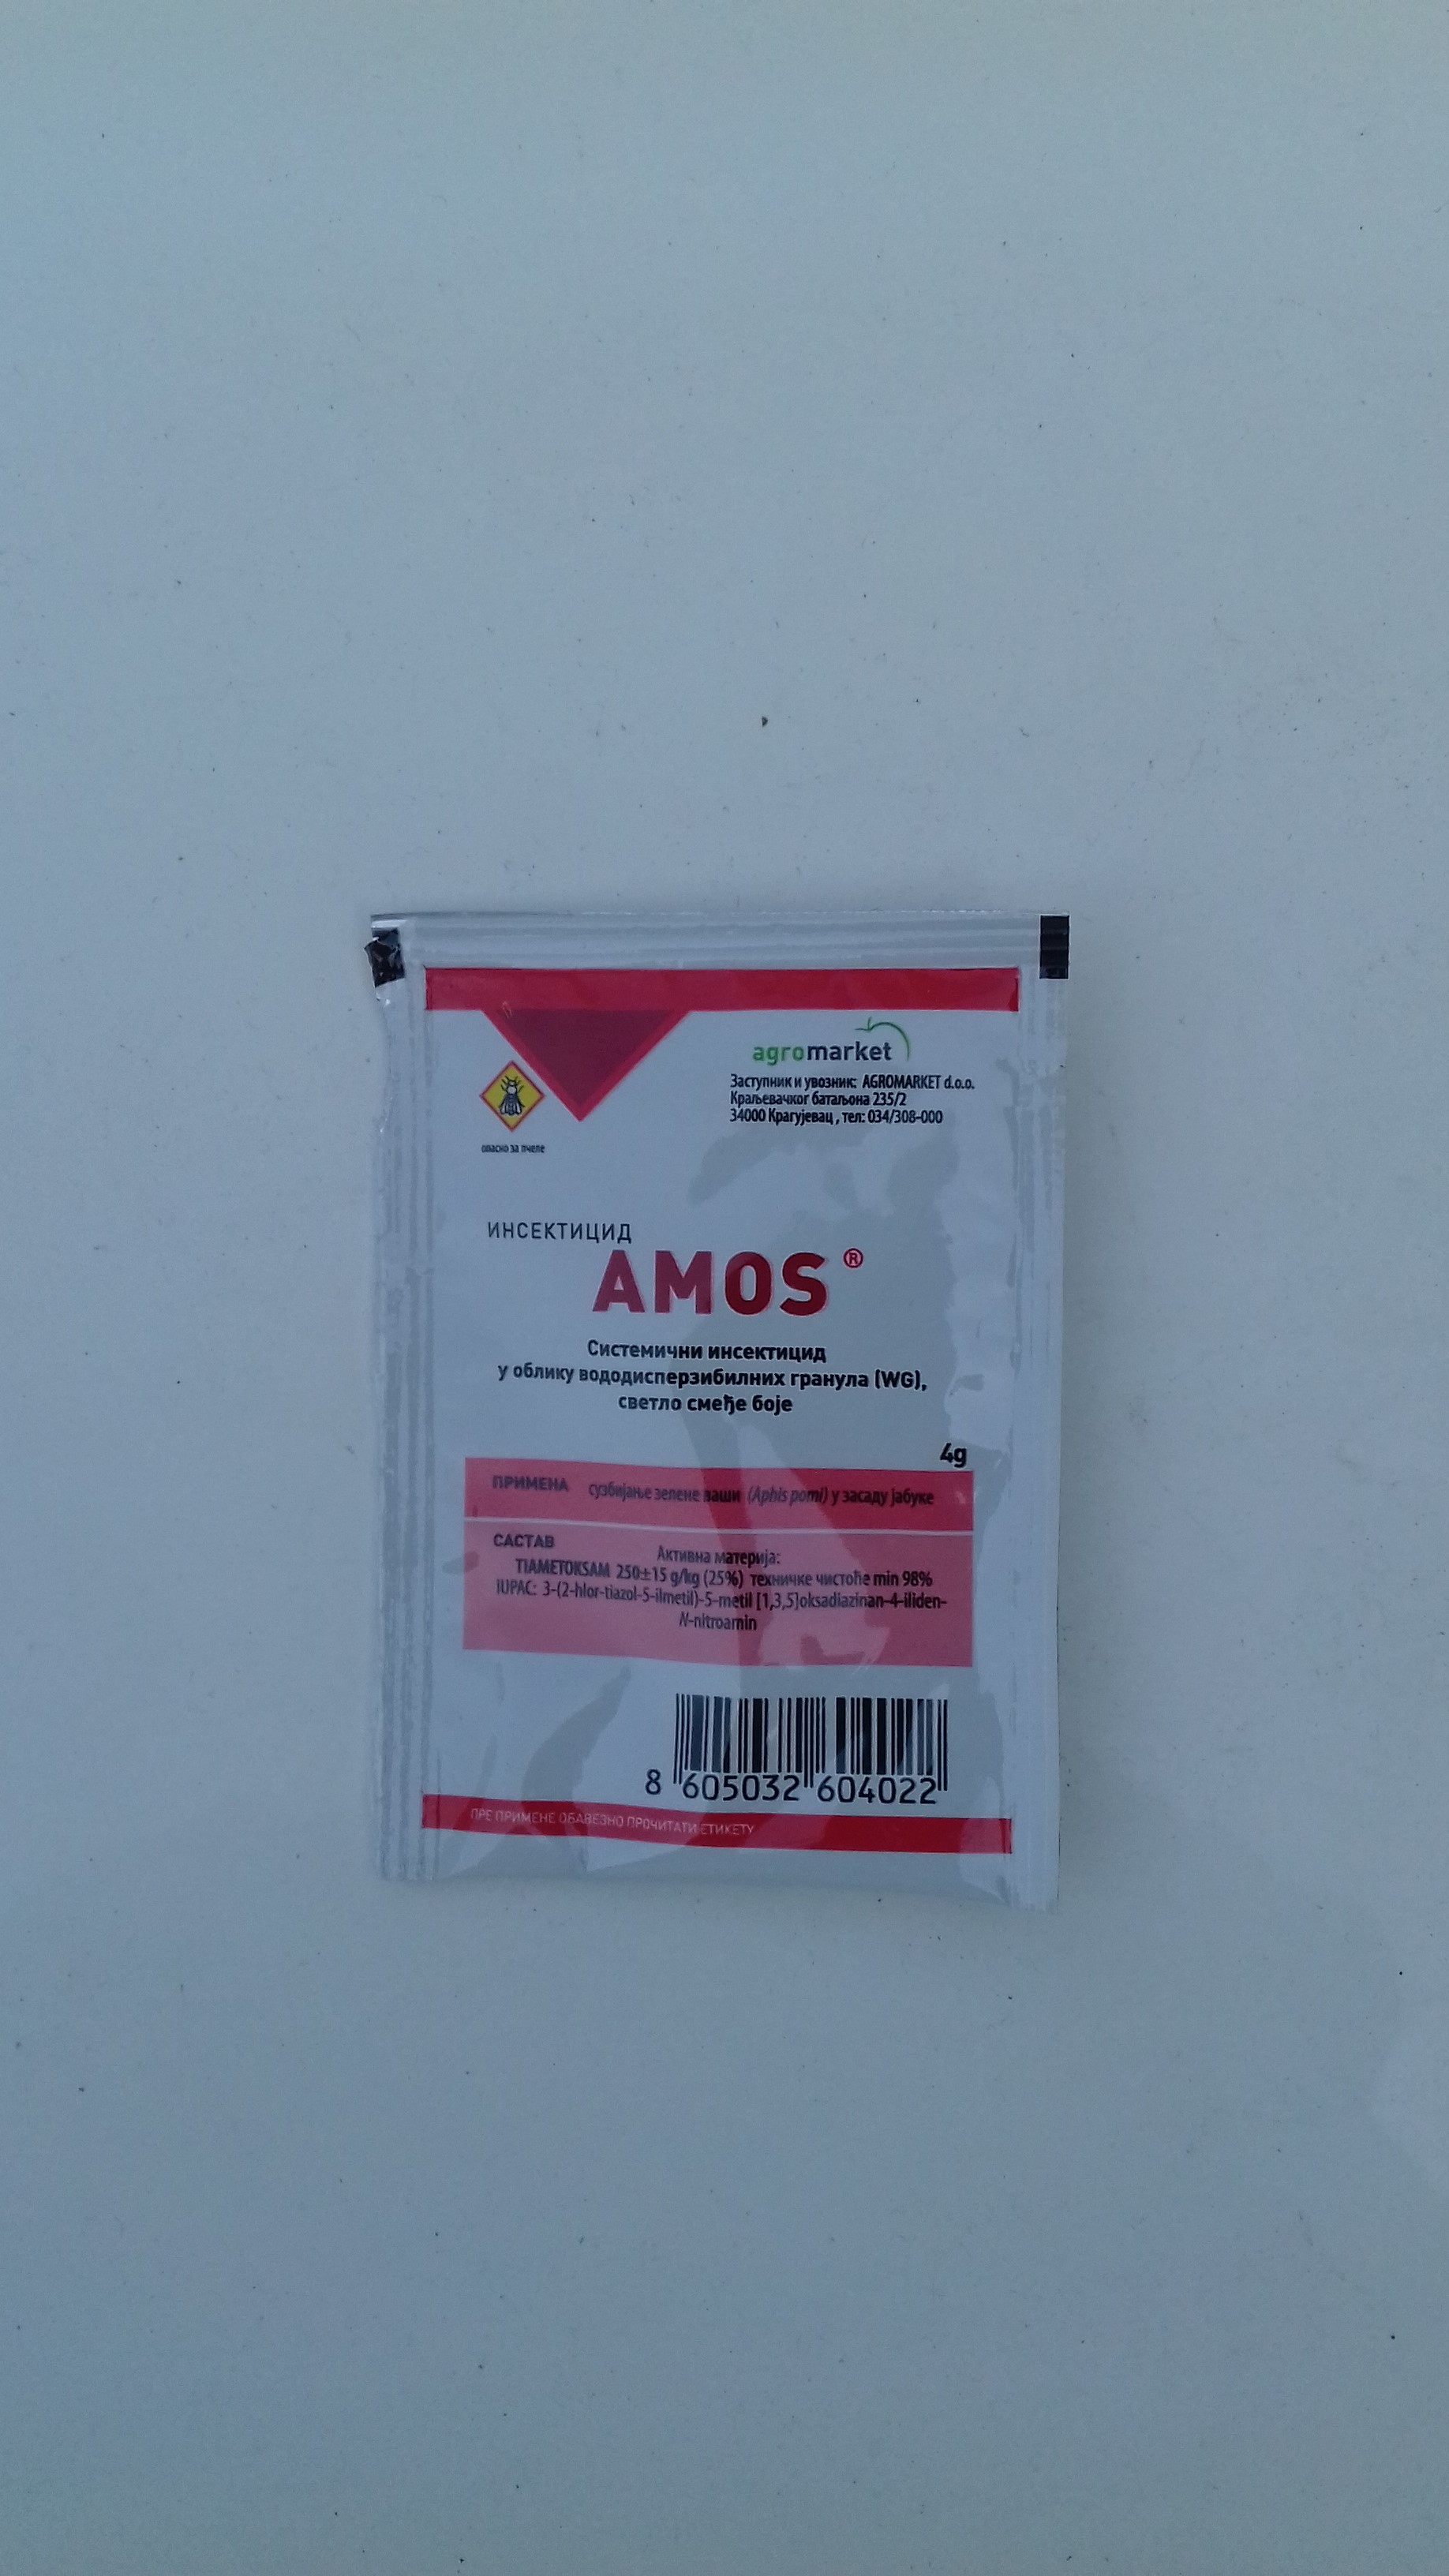 agromarket
Заступник и увозник: AGROMARKET d.o.o.
Краљевачког батаљона 235/2
34000 Крагујевац , тел: 034/308-000
опасно за пчеле
ИНСЕКТИЦИД
AMOS ®
Системични инсектицид
у облику вододисперзибилних гранула (WG),
светло смеђе боје
4g
ПРИМЕНА сузбијање зелене ваши (Aphis pomi) у засаду јабуке
САСТАВ
Активна материја:
TIAMETOKSAM 250±15 g/kg (25%) техничке чистоће min 98%
IUPAC: 3-(2-hlor-tiazol-5-ilmetil)-5-metil [1,3,5]oksadiazinan-4-iliden-
N-nitroamin
8 605032 604022
ПРЕ ПРИМЕНЕ ОБАВЕЗНО ПРОЧИТАТИ ЕТИКЕТУ